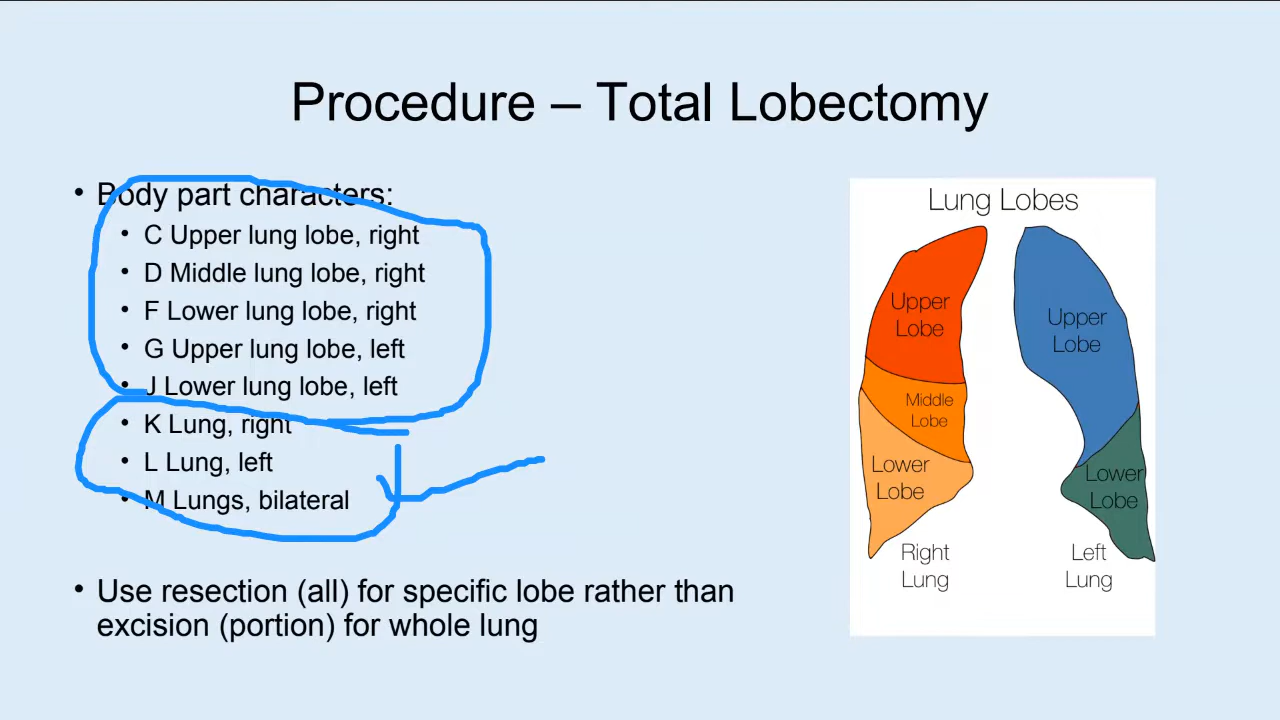 Procedure – Total Lobectomy
• Body part characters:
• C Upper lung lobe, right
• D Middle lung lobe, right
• F Lower lung lobe, right
• G Upper lung lobe, left
• J Lower lung lobe, left
• K Lung, right
• L Lung, left
• M Lungs, bilateral
• Use resection (all) for specific lobe rather than
excision (portion) for whole lung
Lung Lobes
Upper
Lobe
Middle
Lobe
Lower
Lobe
Right
Lung
Upper
Lobe
Lower
Lobe
Left
Lung